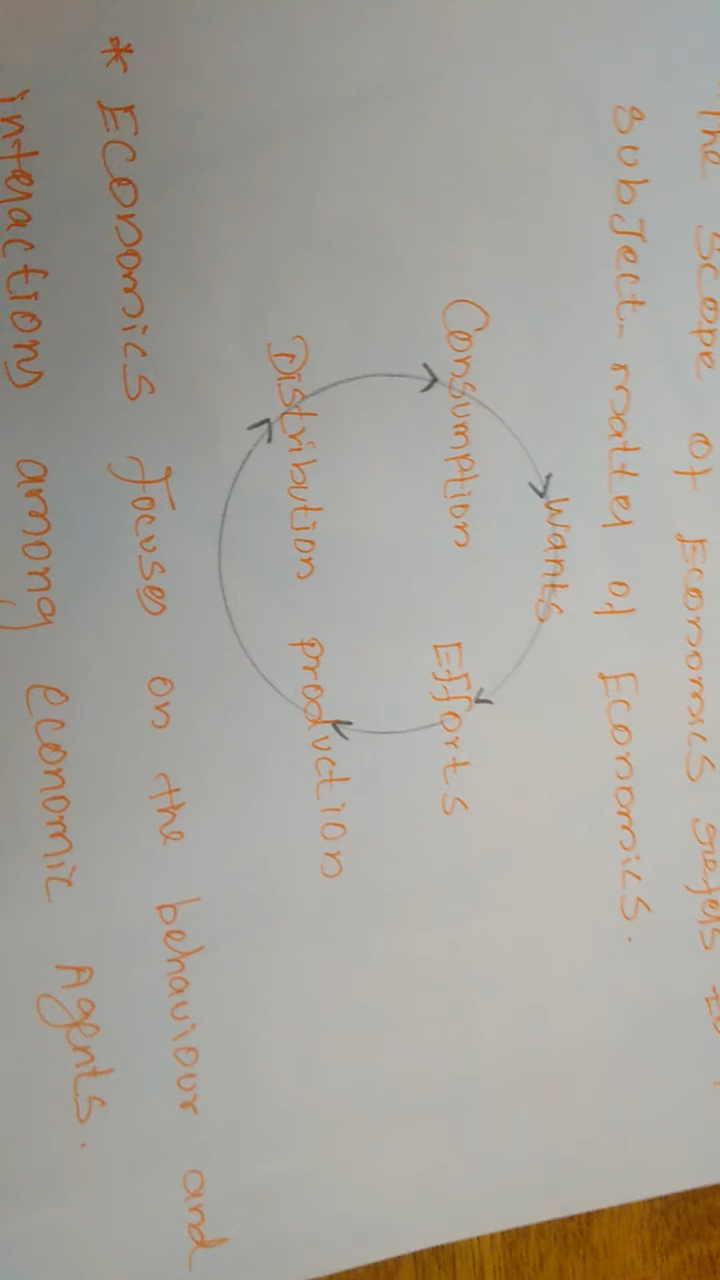 The Scope of Economics refers to
subject-matter of Economics.
Wants
Consumption Efforts
Distribution Production
* Economics focuses on the behaviour and
interactions among economic Agents.